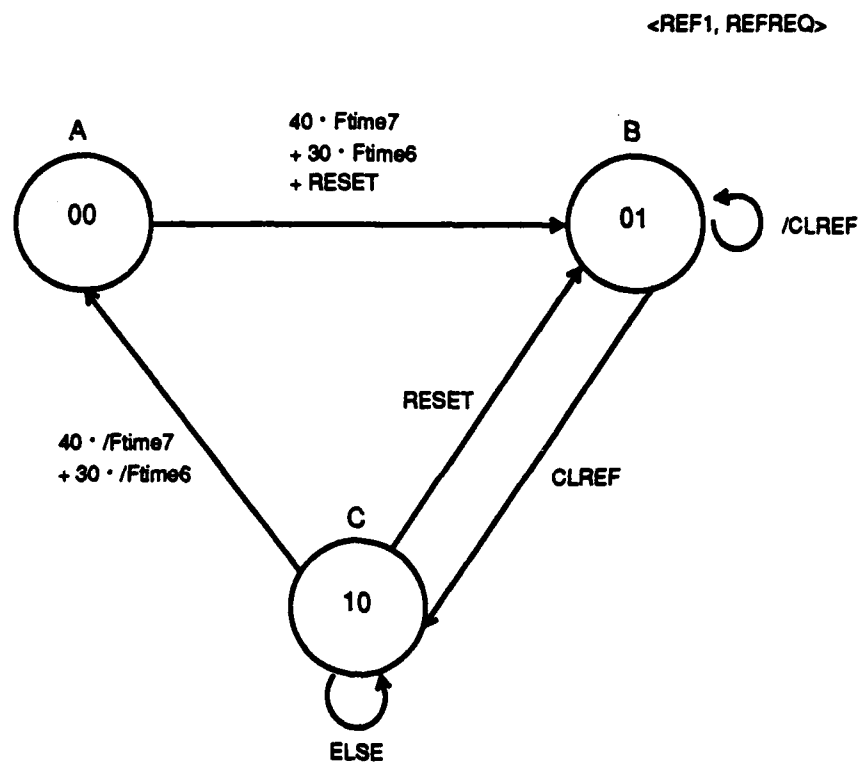 <REF1, REFREQ>
A
40 · Ftime7
+ 30 · Ftime6
+ RESET
B
00
01
/CLREF
RESET
40 · /Ftime7
+ 30 · /Ftime6
CLREF
C
10
ELSE